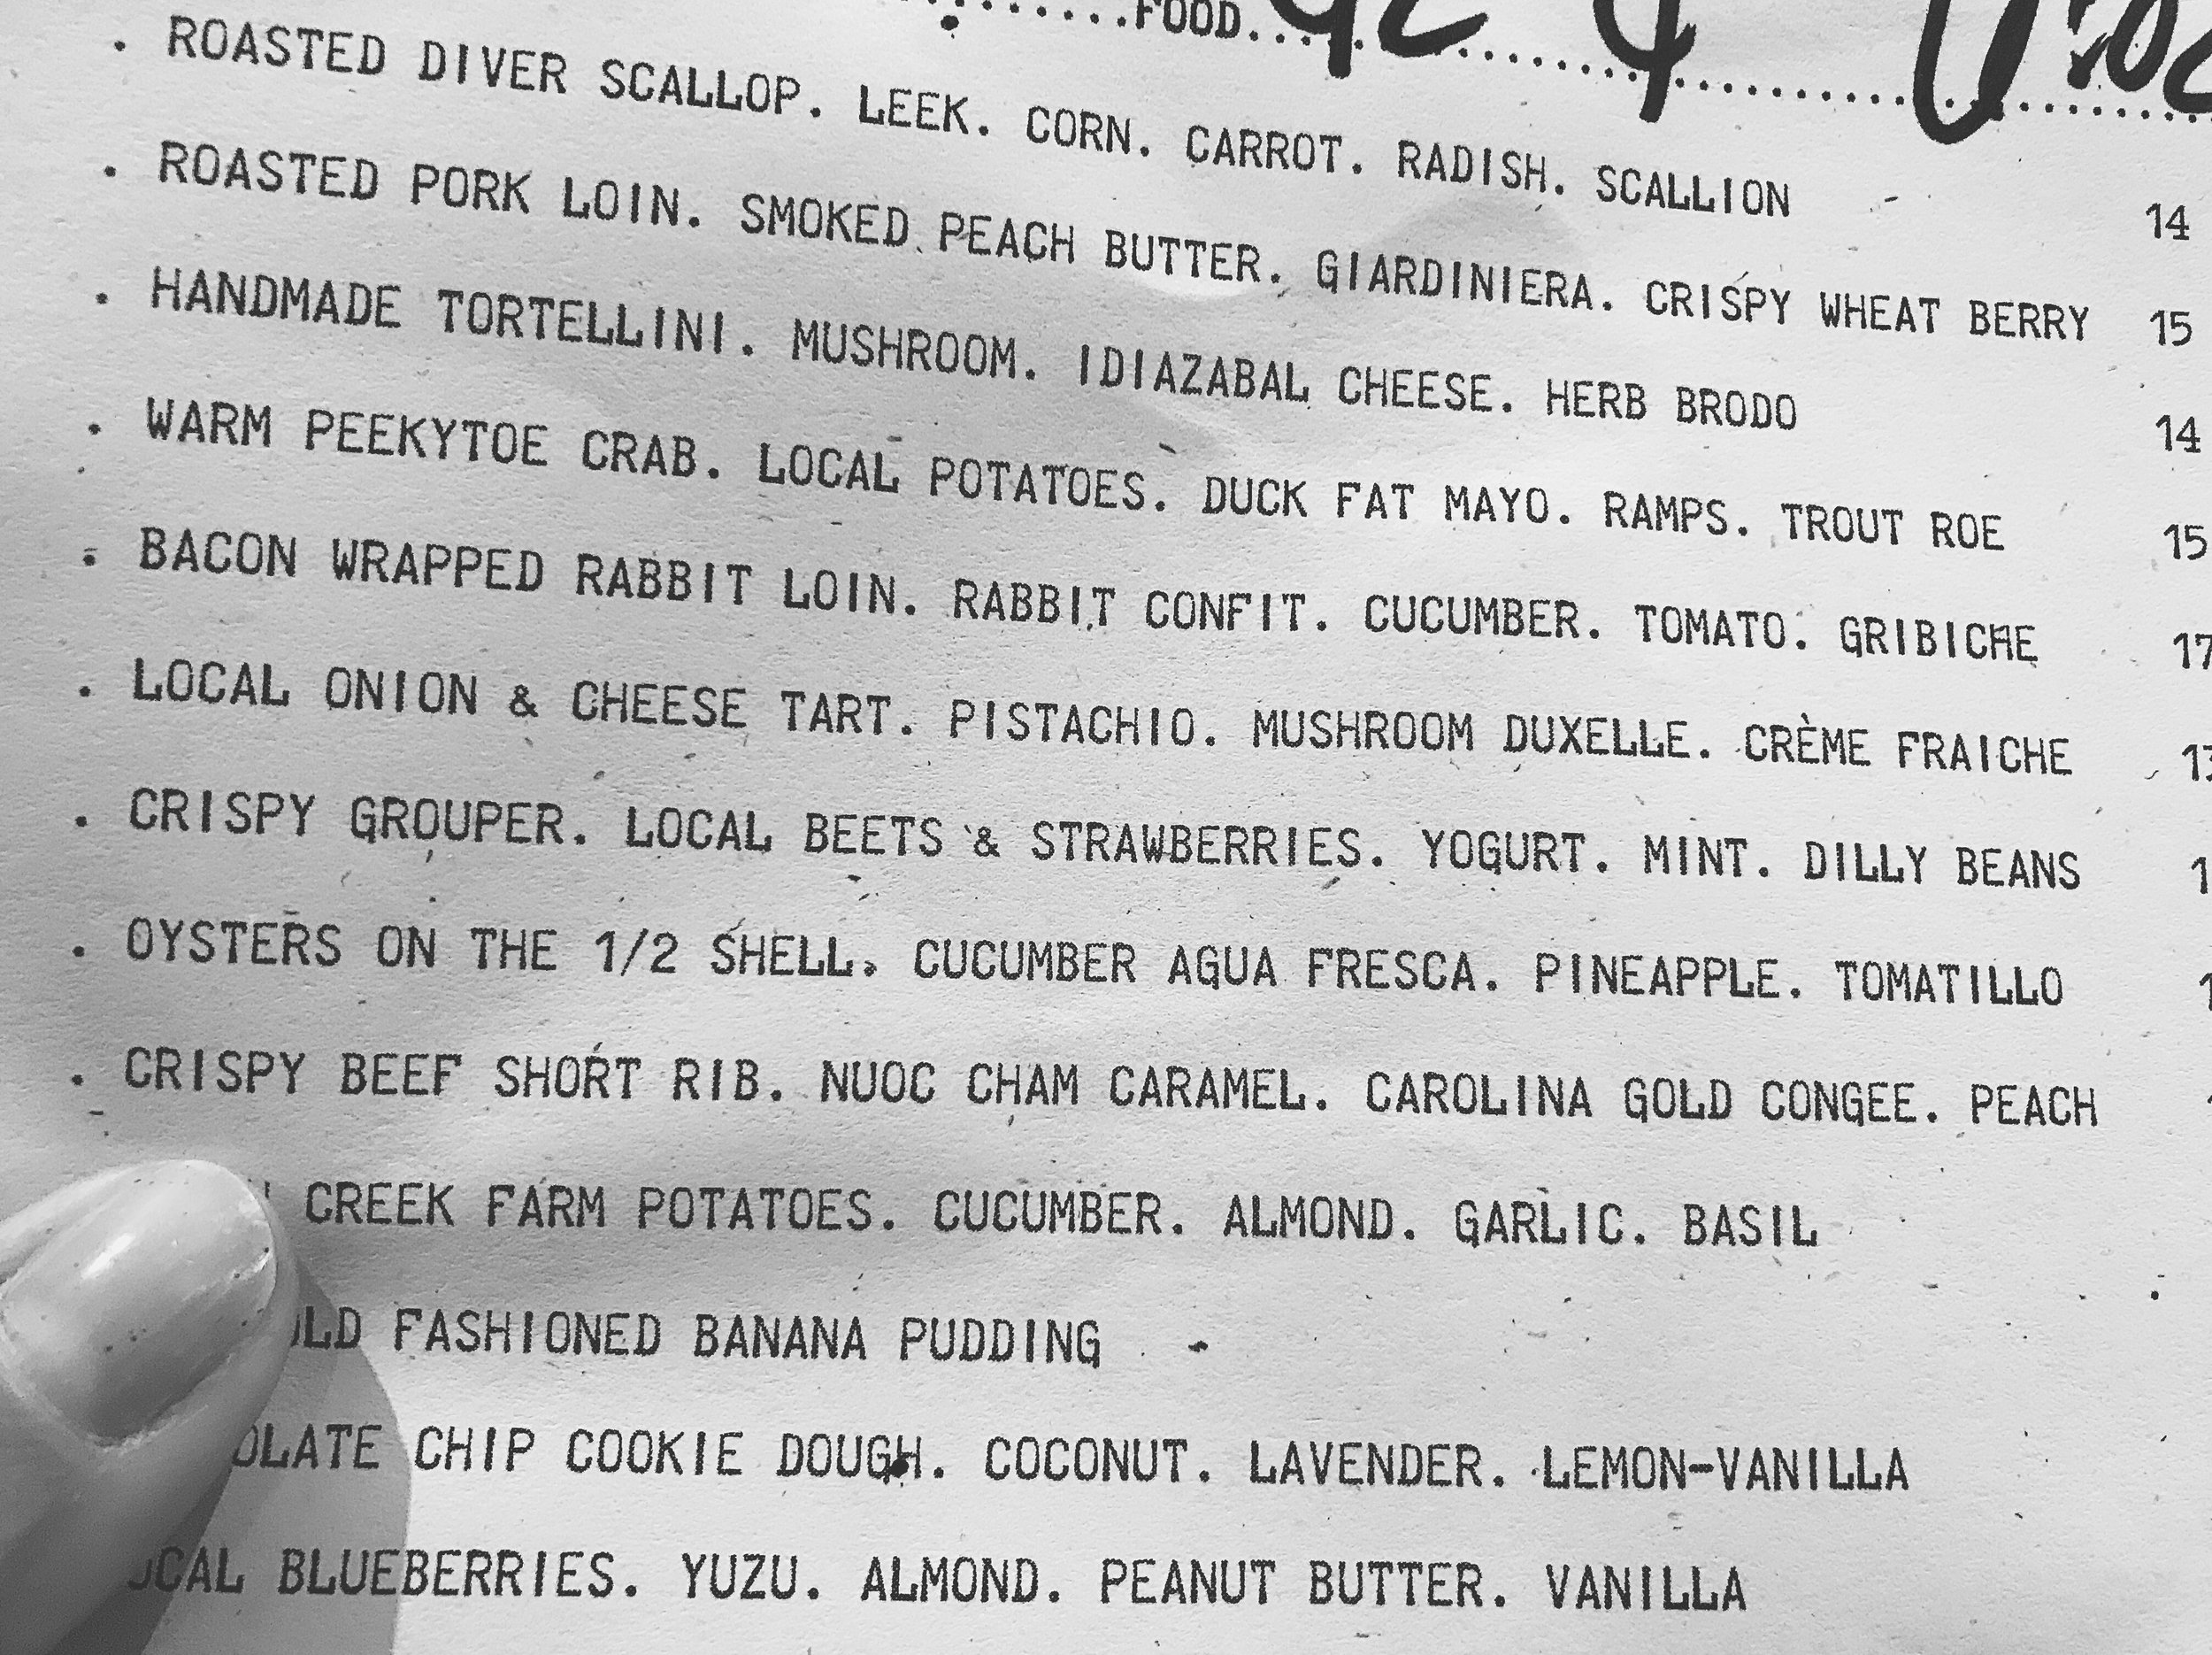 FOOD
. ROASTED DIVER SCALLOP. LEEK. CORN. CARROT. RADISH. SCALLION 14
. ROASTED PORK LOIN. SMOKED PEACH BUTTER. GIARDINIERA. CRISPY WHEAT BERRY 15
. HANDMADE TORTELLINI. MUSHROOM. IDIAZABAL CHEESE. HERB BRODO 14
. WARM PEEKYTOE CRAB. LOCAL POTATOES. DUCK FAT MAYO. RAMPS. TROUT ROE 15
. BACON WRAPPED RABBIT LOIN. RABBIT CONFIT. CUCUMBER. TOMATO. GRIBICHE 17
. LOCAL ONION & CHEESE TART. PISTACHIO. MUSHROOM DUXELLE. CRÈME FRAICHE
. CRISPY GROUPER. LOCAL BEETS & STRAWBERRIES. YOGURT. MINT. DILLY BEANS
. OYSTERS ON THE 1/2 SHELL. CUCUMBER AGUA FRESCA. PINEAPPLE. TOMATILLO
. CRISPY BEEF SHORT RIB. NUOC CHAM CARAMEL. CAROLINA GOLD CONGEE. PEACH
CREEK FARM POTATOES. CUCUMBER. ALMOND. GARLIC. BASIL
LD FASHIONED BANANA PUDDING
OLATE CHIP COOKIE DOUGH. COCONUT. LAVENDER. LEMON-VANILLA
CAL BLUEBERRIES. YUZU. ALMOND. PEANUT BUTTER. VANILLA